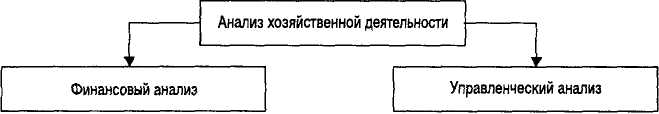 Анализ хозяйственной деятельности
Финансовый анализ
Управленческий анализ